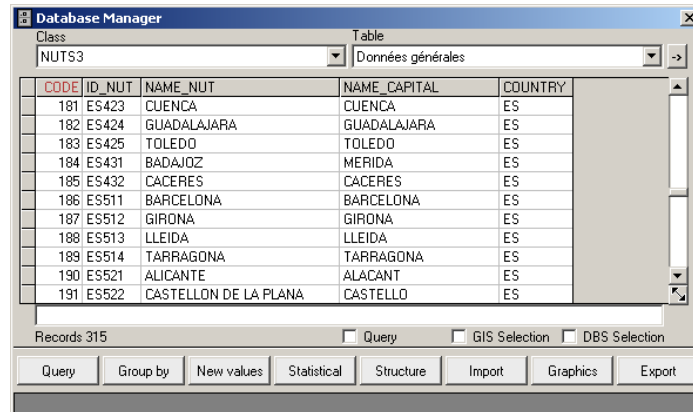 Database Manager
Class Table
NUTS3 Données générales ->
CODE ID_NUT NAME_NUT NAME_CAPITAL COUNTRY
181 ES423 CUENCA CUENCA ES
182 ES424 GUADALAJARA GUADALAJARA ES
183 ES425 TOLEDO TOLEDO ES
184 ES431 BADAJOZ MERIDA ES
185 ES432 CACERES CACERES ES
186 ES511 BARCELONA BARCELONA ES
187 ES512 GIRONA GIRONA ES
188 ES513 LLEIDA LLEIDA ES
189 ES514 TARRAGONA TARRAGONA ES
190 ES521 ALICANTE ALACANT ES
191 ES522 CASTELLON DE LA PLANA CASTELLO ES
Records 315 Query GIS Selection DBS Selection
Query Group by New values Statistical Structure Import Graphics Export